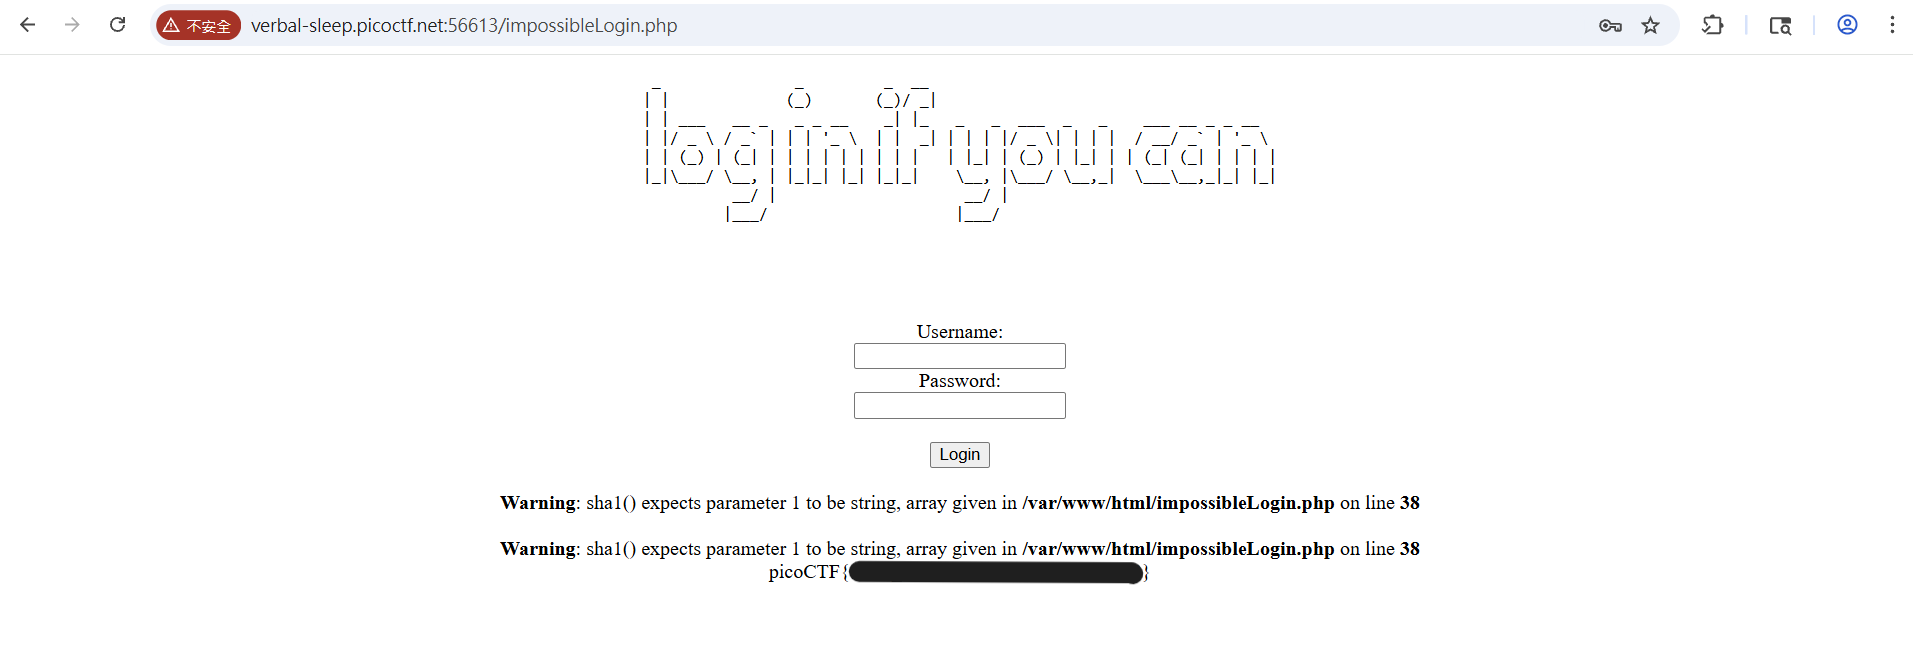 不安全 verbal-sleep.picoctf.net:56613/impossibleLogin.php
log in if you can
Username:
Password:
Login
Warning: sha1() expects parameter 1 to be string, array given in /var/www/html/impossibleLogin.php on line 38
Warning: sha1() expects parameter 1 to be string, array given in /var/www/html/impossibleLogin.php on line 38
picoCTF{}